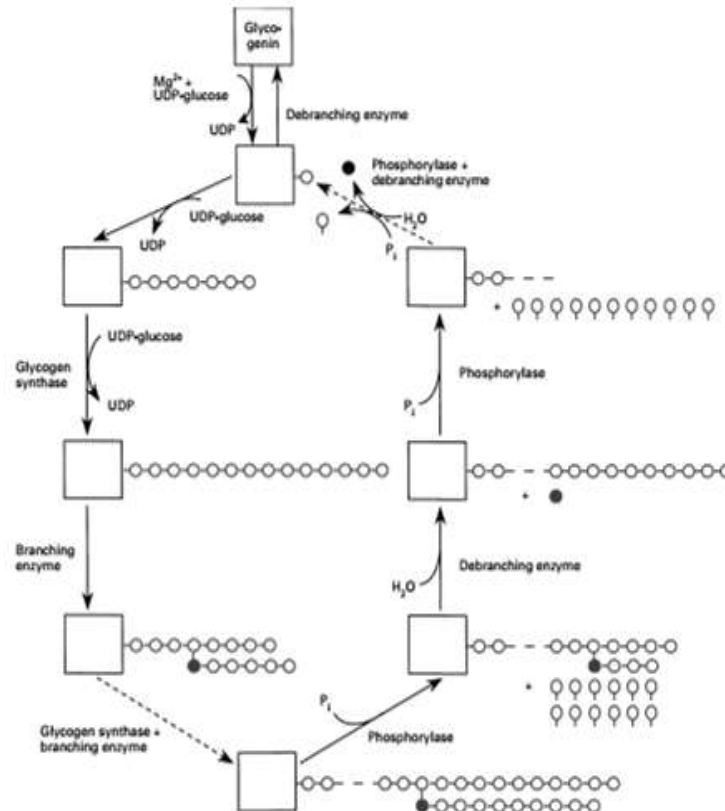 Glyco-
genin
Mg²⁺ +
UDP-glucose
UDP
Debranching enzyme
Phosphorylase +
debranching enzyme
UDP-glucose
UDP
H₂O
Pᵢ
+
UDP-glucose
Glycogen
synthase
UDP
Phosphorylase
Pᵢ
+
Branching
enzyme
Debranching enzyme
H₂O
Pᵢ
+
Glycogen synthase +
branching enzyme
Phosphorylase